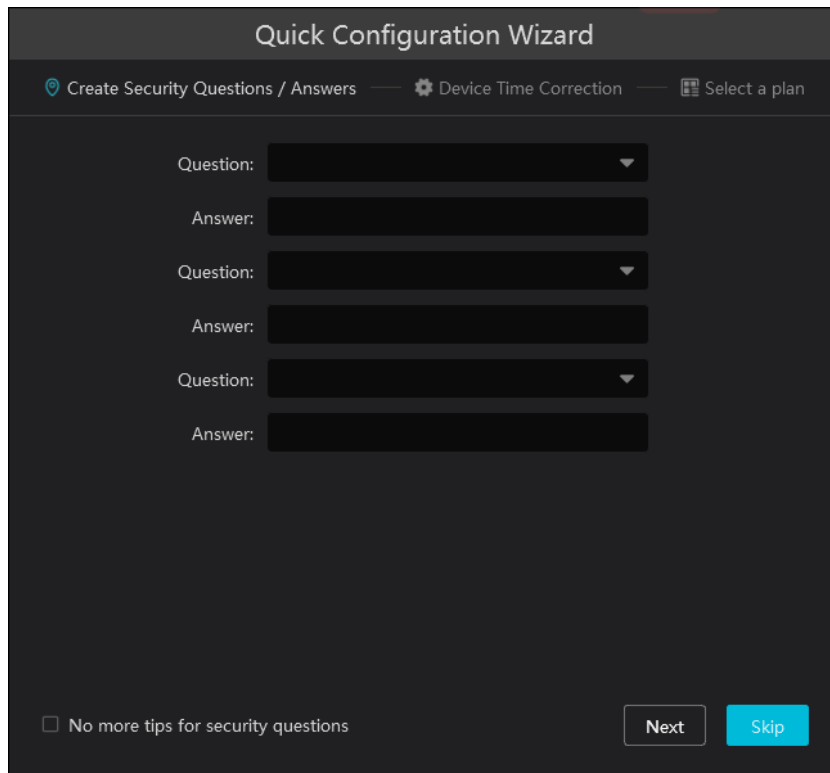 Quick Configuration Wizard
Create Security Questions / Answers Device Time Correction Select a plan
Question:
Answer:
Question:
Answer:
Question:
Answer:
No more tips for security questions Next Skip